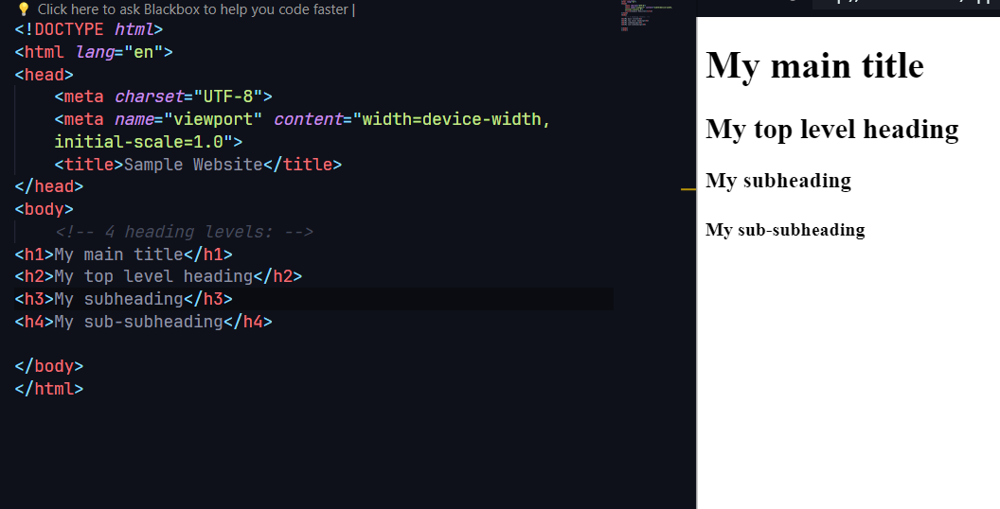 Click here to ask Blackbox to help you code faster |
<!DOCTYPE html>
<html lang="en">
<head>
<meta charset="UTF-8">
<meta name="viewport" content="width=device-width,
initial-scale=1.0">
<title>Sample Website</title>
</head>
<body>
<!-- 4 heading levels: -->
<h1>My main title</h1>
<h2>My top level heading</h2>
<h3>My subheading</h3>
<h4>My sub-subheading</h4>
</body>
</html>
My main title
My top level heading
My subheading
My sub-subheading